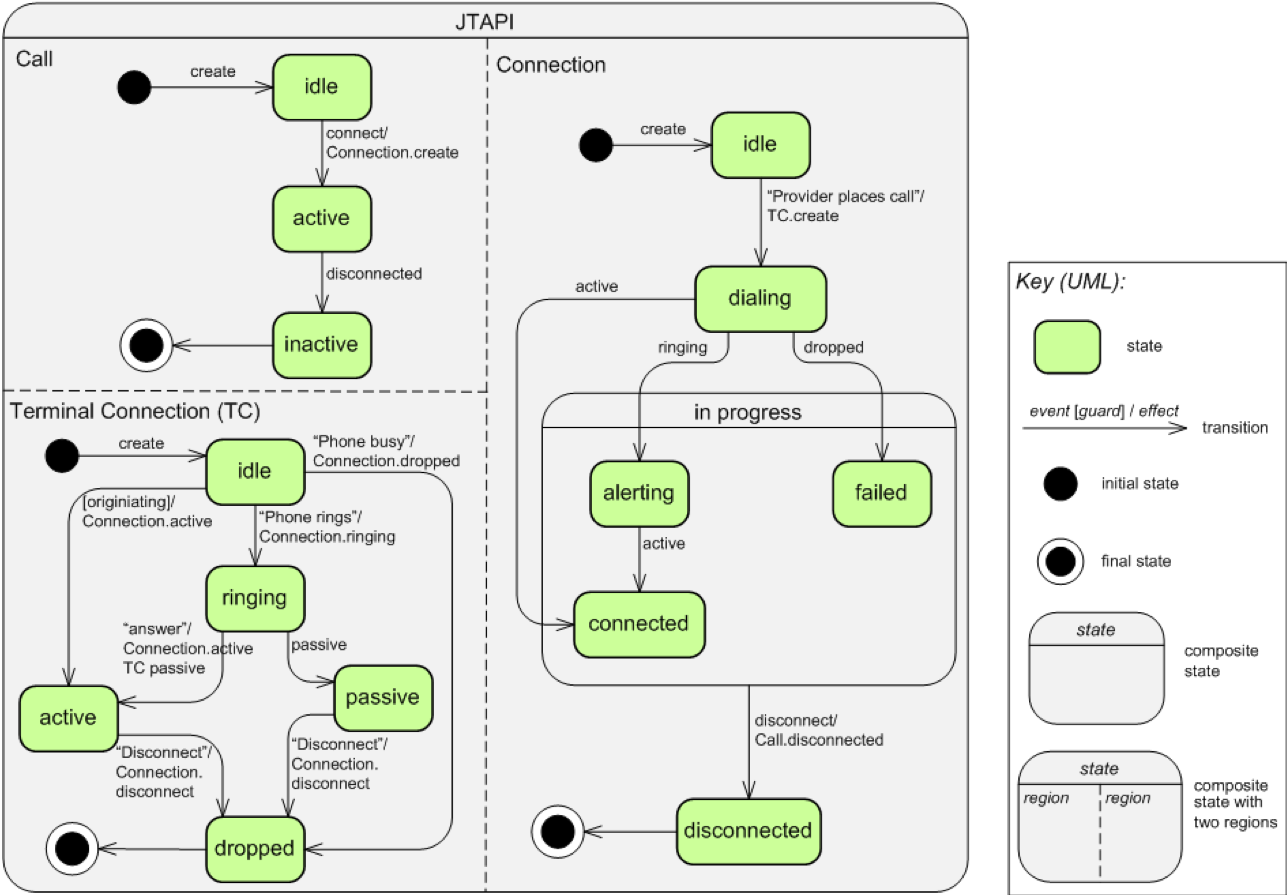 JTAPI
Call
create
idle
connect/
Connection.create
active
disconnected
inactive
Connection
create
idle
“Provider places call”/
TC.create
active
dialing
ringing
dropped
in progress
alerting
failed
active
connected
disconnect/
Call.disconnected
disconnected
Terminal Connection (TC)
create
idle
“Phone busy”/
Connection.dropped
[originiating]/
Connection.active
“Phone rings”/
Connection.ringing
ringing
“answer”/
Connection.active
TC passive
passive
passive
active
“Disconnect”/
Connection.
disconnect
“Disconnect”/
Connection.
disconnect
dropped
Key (UML):
state
event [guard] / effect
transition
initial state
final state
state
composite
state
state
region
region
composite
state with
two regions